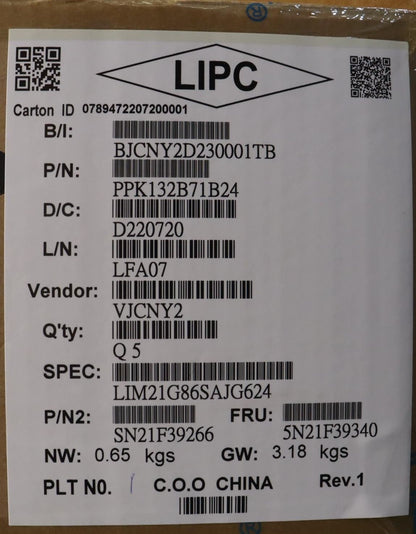 LIPC
Carton ID 0789472207200001
B/I:
BJCNY2D230001TB
P/N:
PPK132B71B24
D/C:
D220720
L/N:
LFA07
Vendor:
VJCNY2
Q'ty:
Q 5
SPEC:
LIM21G86SAJG624
P/N2: FRU:
SN21F39266 5N21F39340
NW: 0.65 kgs GW: 3.18 kgs
PLT N0. / C.O.O CHINA Rev.1